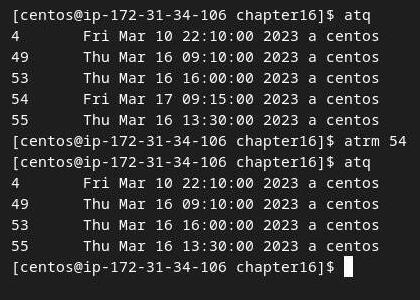 [centos@ip-172-31-34-106 chapter16]$ atq
4       Fri Mar 10 22:10:00 2023 a centos
49      Thu Mar 16 09:10:00 2023 a centos
53      Thu Mar 16 16:00:00 2023 a centos
54      Fri Mar 17 09:15:00 2023 a centos
55      Thu Mar 16 13:30:00 2023 a centos
[centos@ip-172-31-34-106 chapter16]$ atrm 54
[centos@ip-172-31-34-106 chapter16]$ atq
4       Fri Mar 10 22:10:00 2023 a centos
49      Thu Mar 16 09:10:00 2023 a centos
53      Thu Mar 16 16:00:00 2023 a centos
55      Thu Mar 16 13:30:00 2023 a centos
[centos@ip-172-31-34-106 chapter16]$